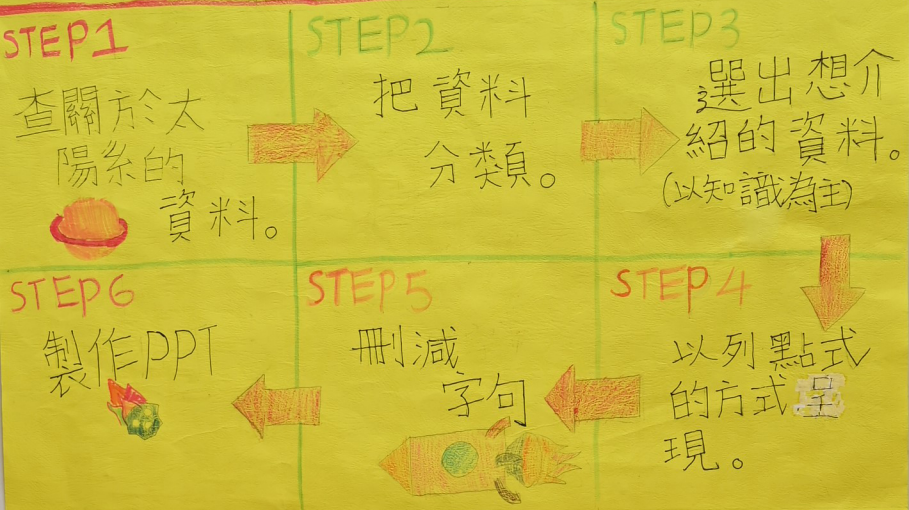 STEP1
查關於太
陽系的
資料。
STEP2
把資料
分類。
STEP3
選出想介
紹的資料。
(以知識為主)
STEP4
以列點式
的方式呈
現。
STEP5
刪減
字句
STEP6
製作PPT